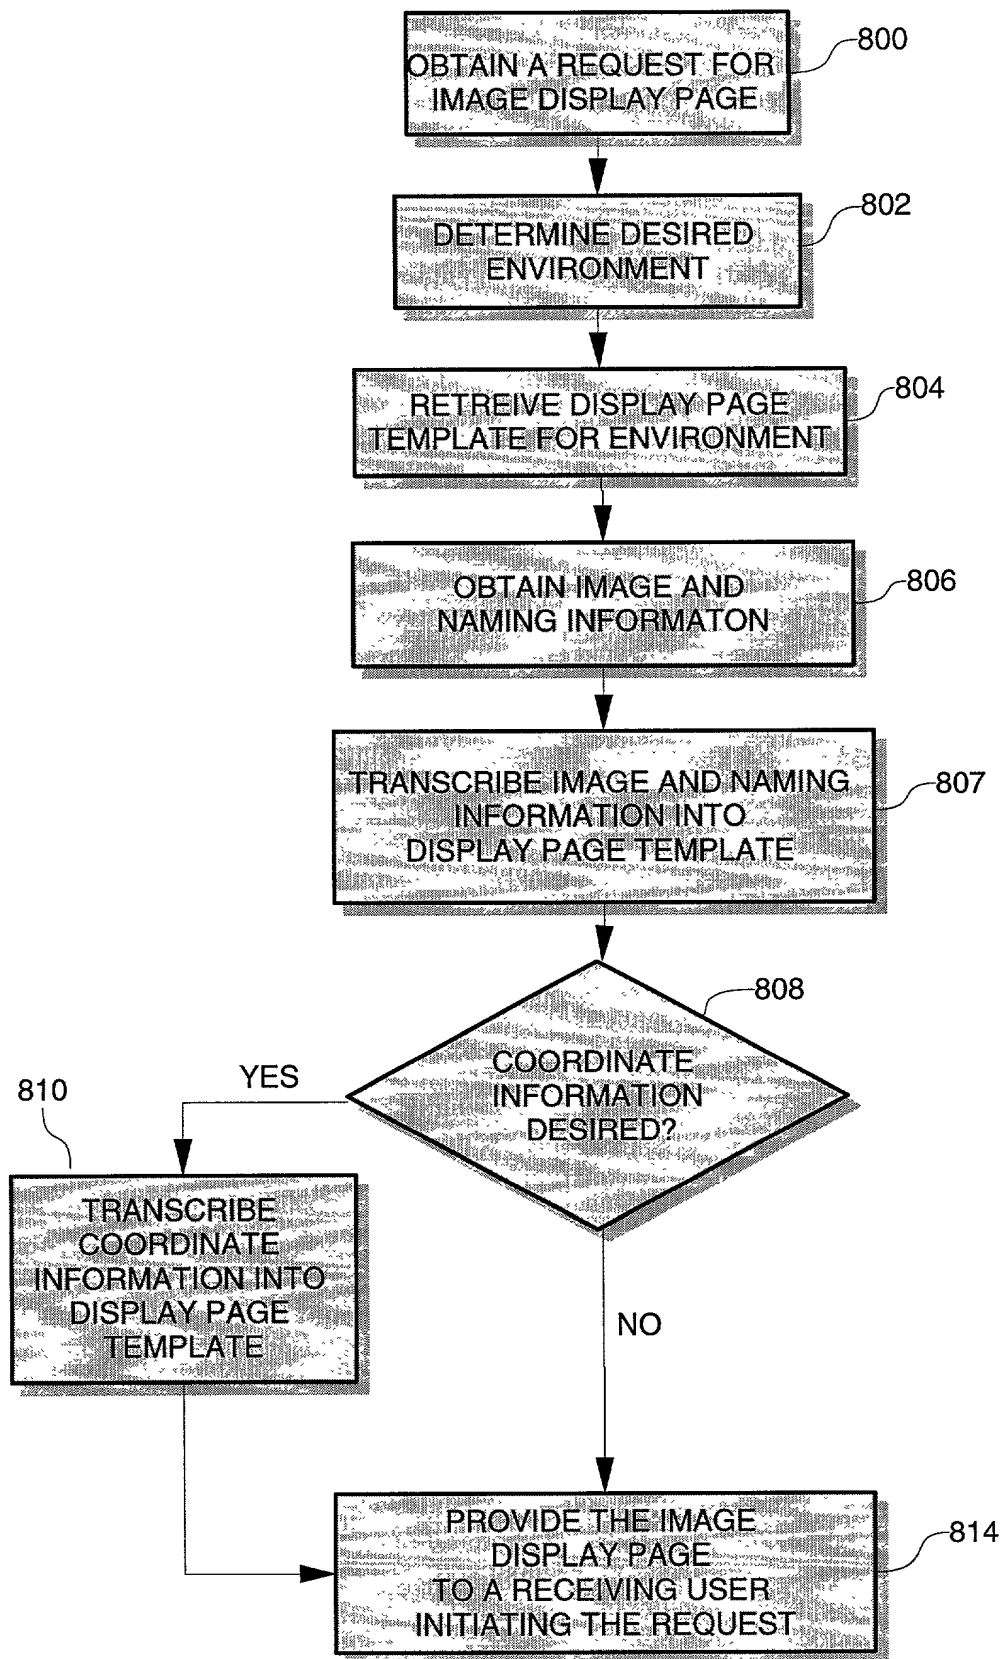 OBTAIN A REQUEST FOR
IMAGE DISPLAY PAGE
800
DETERMINE DESIRED
ENVIRONMENT
802
RETREIVE DISPLAY PAGE
TEMPLATE FOR ENVIRONMENT
804
OBTAIN IMAGE AND
NAMING INFORMATON
806
TRANSCRIBE IMAGE AND NAMING
INFORMATION INTO
DISPLAY PAGE TEMPLATE
807
COORDINATE
INFORMATION
DESIRED?
808
YES
810
TRANSCRIBE
COORDINATE
INFORMATION INTO
DISPLAY PAGE
TEMPLATE
NO
PROVIDE THE IMAGE
DISPLAY PAGE
TO A RECEIVING USER
INITIATING THE REQUEST
814